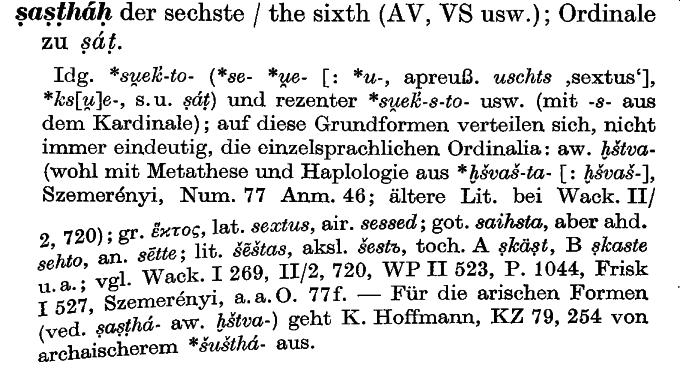 ṣaṣṭháḥ der sechste / the sixth (AV, VS usw.); Ordinale
zu ṣáṭ.
Idg. *su̯eḱ-to- (*se- *u̯e- [: *u-, apreuß. uschts ‚sextus‘],
*ks[u̯]e-, s. u. ṣáṭ) und rezenter *su̯eḱ-s-to- usw. (mit -s- aus
dem Kardinale); auf diese Grundformen verteilen sich, nicht
immer eindeutig, die einzelsprachlichen Ordinalia: aw. ḫštva-
(wohl mit Metathese und Haplologie aus *ḫšvaš-ta- [: ḫšvaš-],
Szemerényi, Num. 77 Anm. 46; ältere Lit. bei Wack. II/
2, 720); gr. ἕκτος, lat. sextus, air. sessed; got. saihsta, aber ahd.
sehto, an. sētte; lit. šẽštas, aksl. šestъ, toch. A ṣkäṣt, B ṣkaste
u. a.; vgl. Wack. I 269, II/2, 720, WP II 523, P. 1044, Frisk
I 527, Szemerényi, a. a. O. 77f. — Für die arischen Formen
(ved. ṣaṣṭhá- aw. ḫštva-) geht K. Hoffmann, KZ 79, 254 von
archaischerem *šušthá- aus.